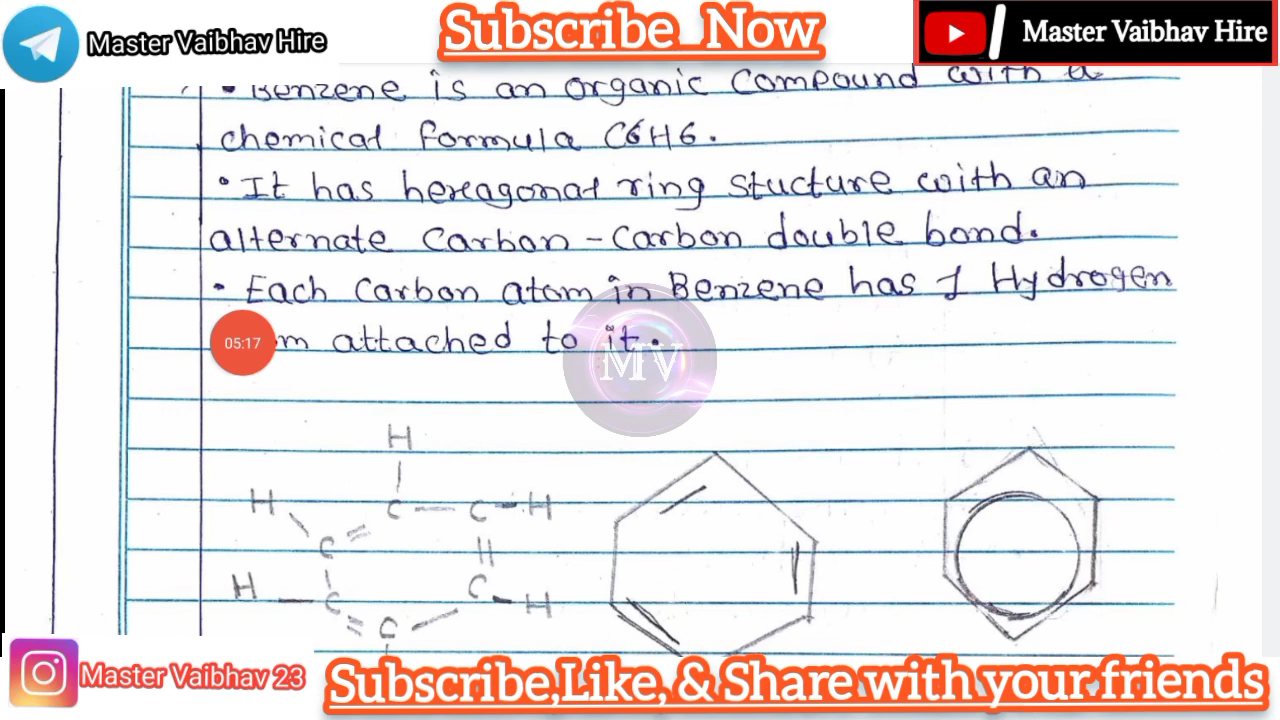 Master Vaibhav Hire
Subscribe Now
Master Vaibhav Hire
• Benzene is an organic compound with a
chemical formula C6H6.
• It has hexagonal ring stucture with an
alternate carbon - carbon double bond.
• Each carbon atom in Benzene has 1 Hydrogen
05:17
m attached to it.
MV
H
H C C H
C
H C C H
C
Master Vaibhav 23
Subscribe,Like, & Share with your friends